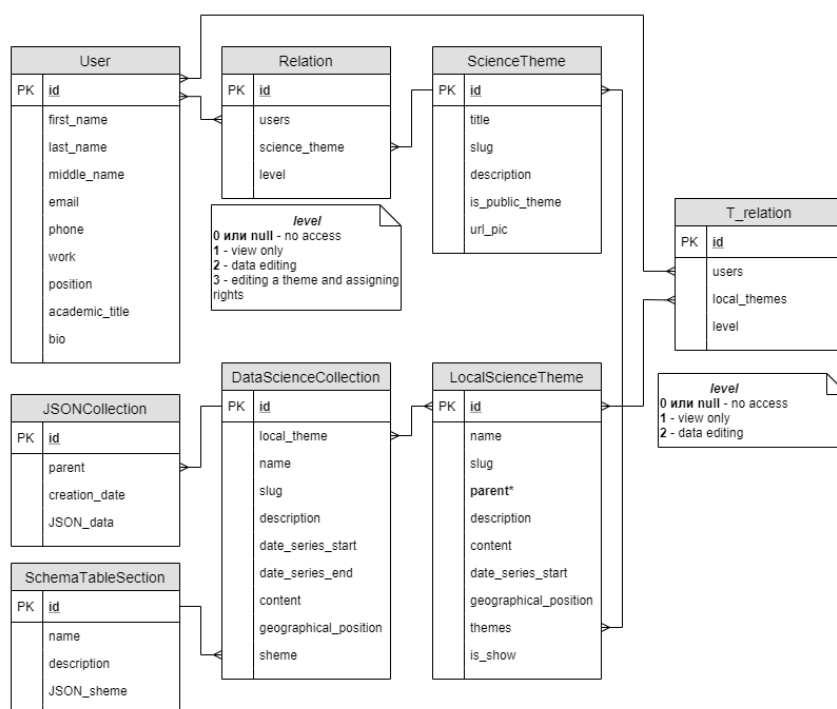 User
PK id
first_name
last_name
middle_name
email
phone
work
position
academic_title
bio
Relation
PK id
users
science_theme
level
level
0 или null - no access
1 - view only
2 - data editing
3 - editing a theme and assigning
rights
ScienceTheme
PK id
title
slug
description
is_public_theme
url_pic
T_relation
PK id
users
local_themes
level
level
0 или null - no access
1 - view only
2 - data editing
JSONCollection
PK id
parent
creation_date
JSON_data
SchemaTableSection
PK id
name
description
JSON_sheme
DataScienceCollection
PK id
local_theme
name
slug
description
date_series_start
date_series_end
content
geographical_position
sheme
LocalScienceTheme
PK id
name
slug
parent*
description
content
date_series_start
geographical_position
themes
is_show